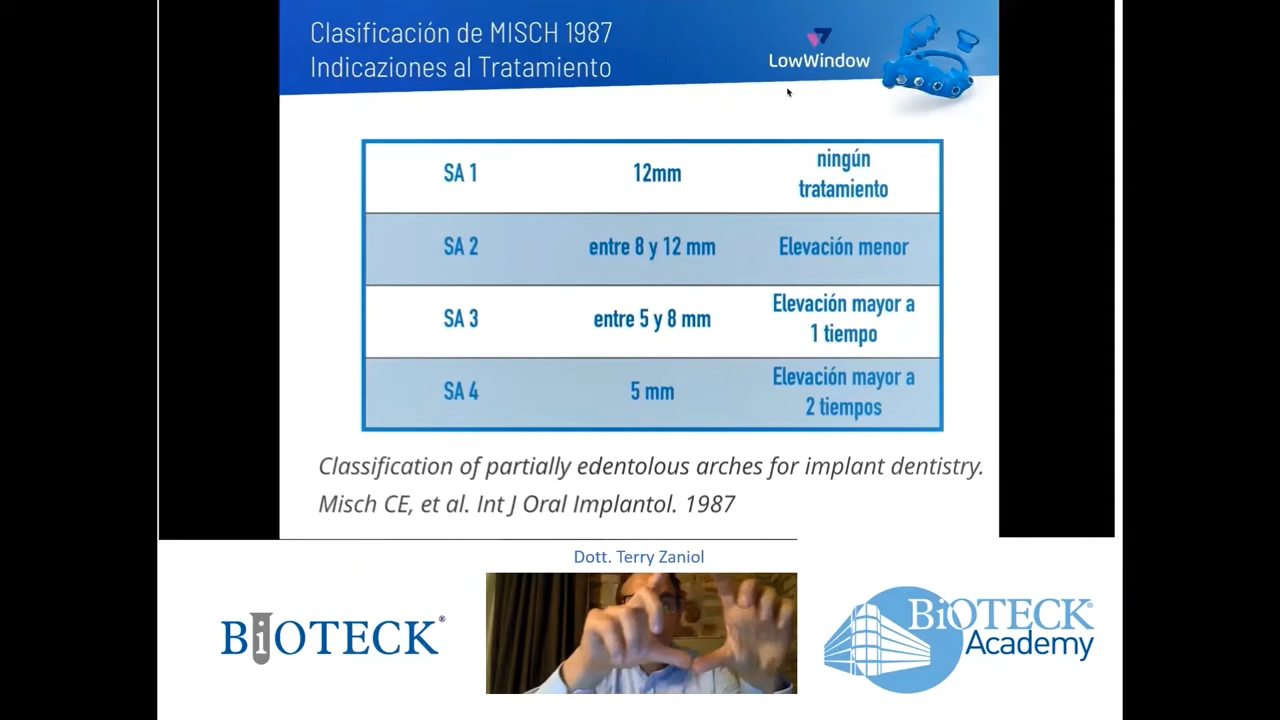 Clasificación de MISCH 1987
Indicaziones al Tratamiento
LowWindow
SA 1
12mm
ningún
tratamiento
SA 2
entre 8 y 12 mm
Elevación menor
SA 3
entre 5 y 8 mm
Elevación mayor a
1 tiempo
SA 4
5 mm
Elevación mayor a
2 tiempos
Classification of partially edentolous arches for implant dentistry.
Misch CE, et al. Int J Oral Implantol. 1987
Dott. Terry Zaniol
BiOTECK®
BiOTECK®
Academy